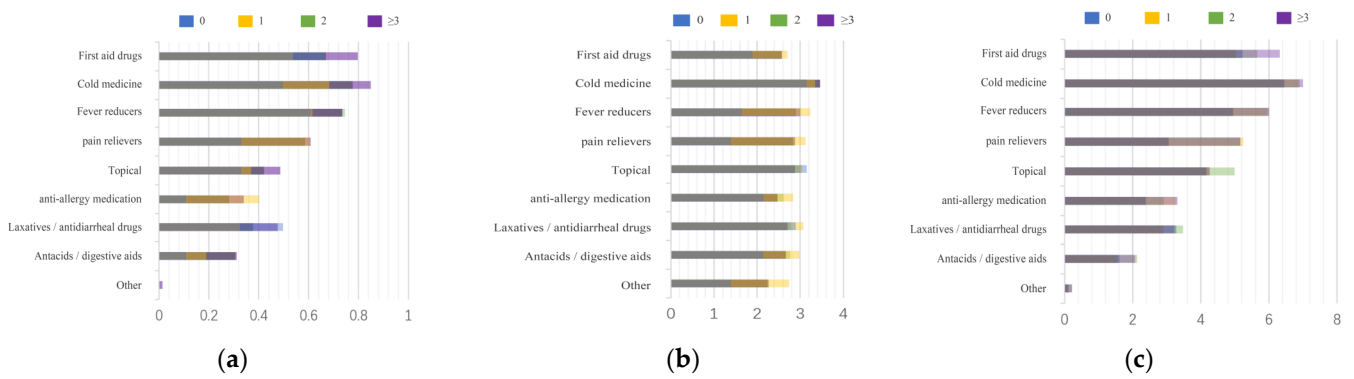 0 1 2 ≥3
First aid drugs
Cold medicine
Fever reducers
pain relievers
Topical
anti-allergy medication
Laxatives / antidiarrheal drugs
Antacids / digestive aids
Other
0 0.2 0.4 0.6 0.8 1
(a)
0 1 2 ≥3
First aid drugs
Cold medicine
Fever reducers
pain relievers
Topical
anti-allergy medication
Laxatives / antidiarrheal drugs
Antacids / digestive aids
Other
0 1 2 3 4
(b)
0 1 2 ≥3
First aid drugs
Cold medicine
Fever reducers
pain relievers
Topical
anti-allergy medication
Laxatives / antidiarrheal drugs
Antacids / digestive aids
Other
0 2 4 6 8
(c)